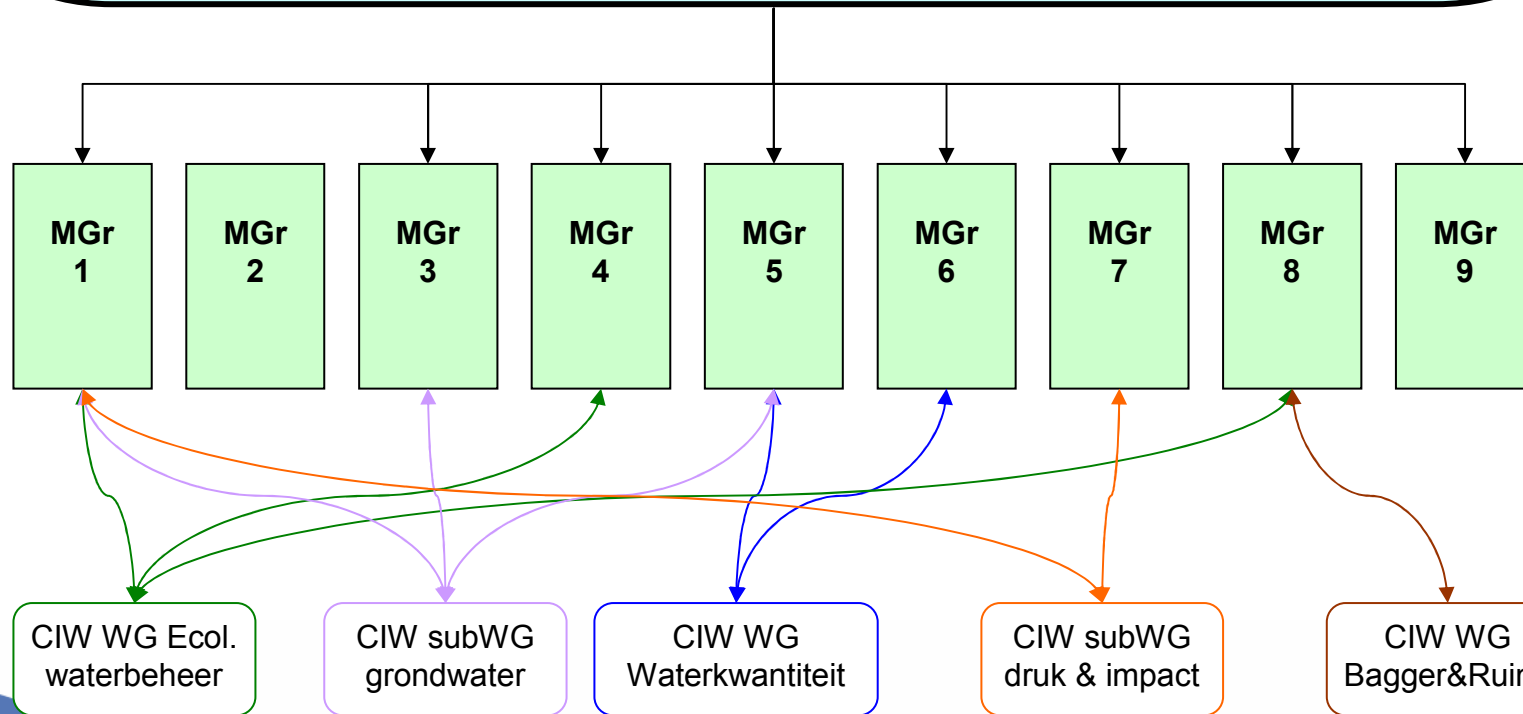 MGr
1
MGr
2
MGr
3
MGr
4
MGr
5
MGr
6
MGr
7
MGr
8
MGr
9
CIW WG Ecol.
waterbeheer
CIW subWG
grondwater
CIW WG
Waterkwantiteit
CIW subWG
druk & impact
CIW WG